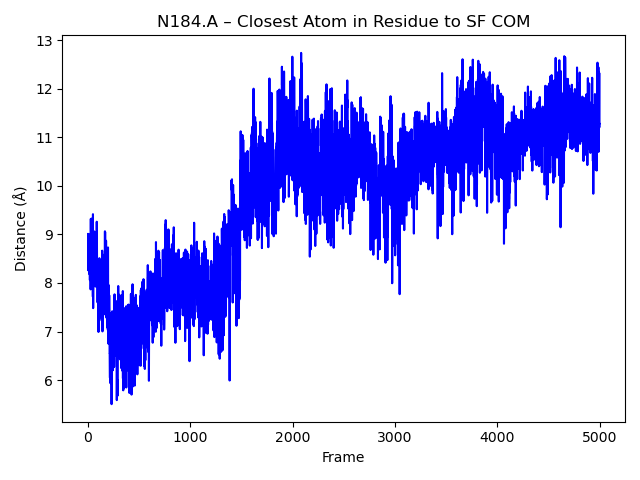 N184.A – Closest Atom in Residue to SF COM
13
12
11
10
9
8
7
6
Distance (Å)
0 1000 2000 3000 4000 5000
Frame